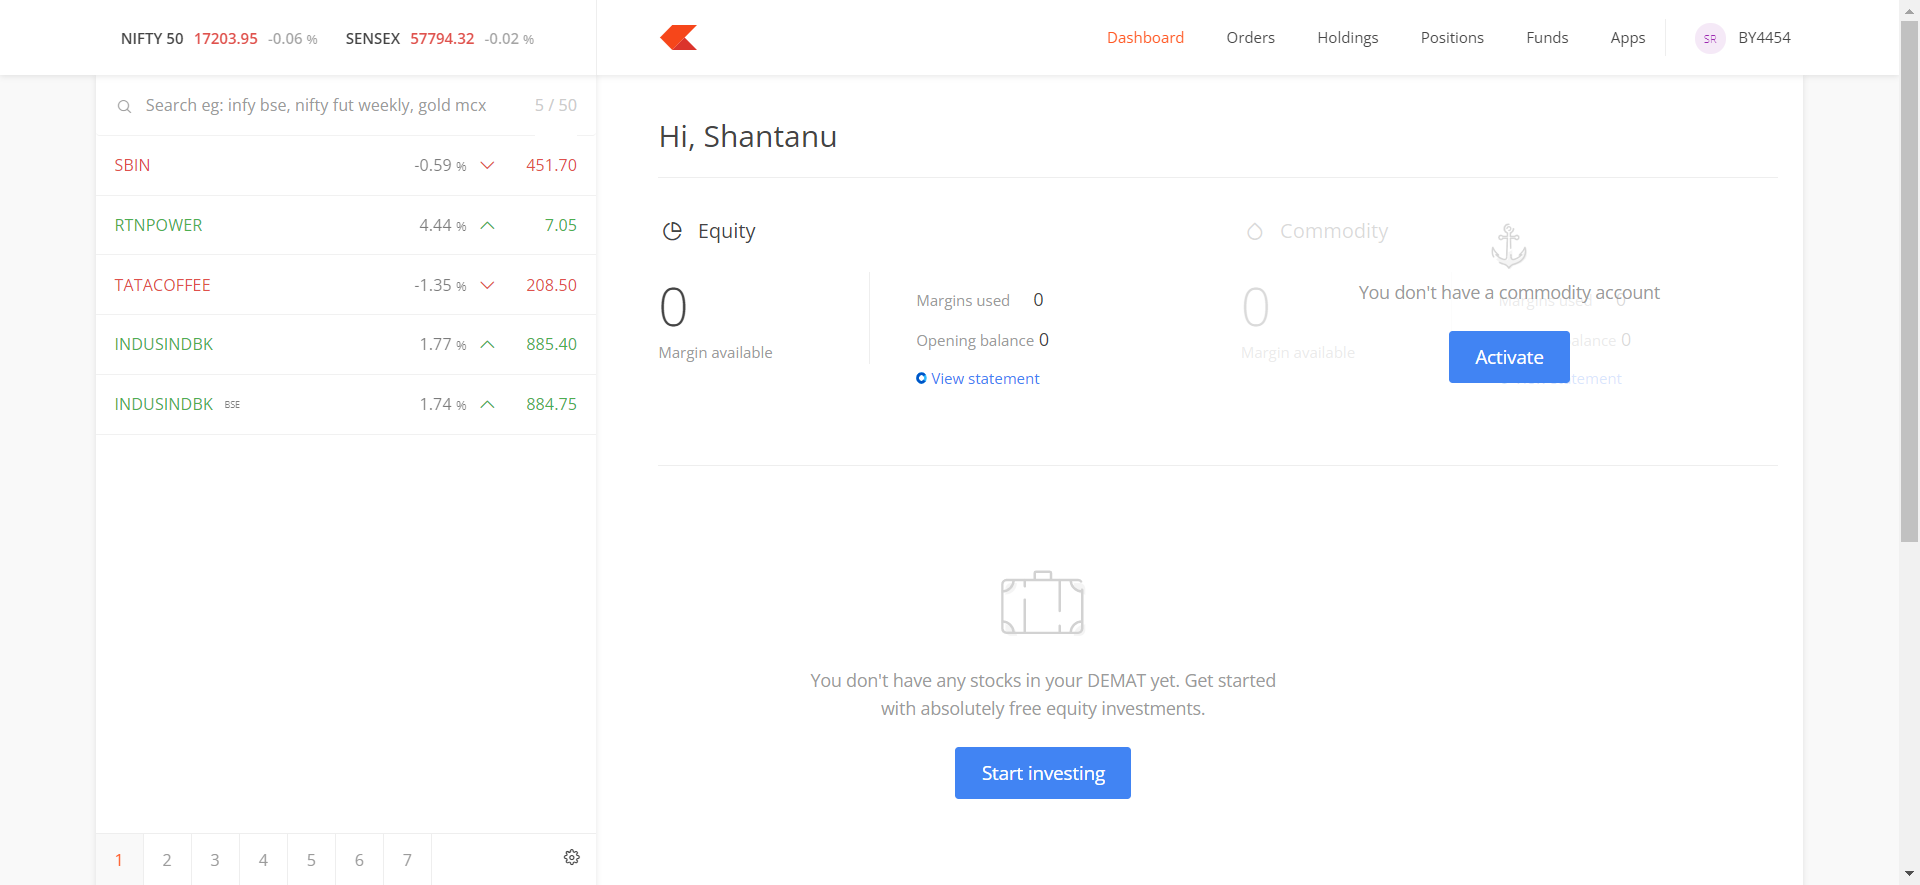 NIFTY 50 17203.95 -0.06 % SENSEX 57794.32 -0.02 %
Dashboard Orders Holdings Positions Funds Apps SR BY4454
Search eg: infy bse, nifty fut weekly, gold mcx 5 / 50
SBIN -0.59 % 451.70
RTNPOWER 4.44 % 7.05
TATACOFFEE -1.35 % 208.50
INDUSINDBK 1.77 % 885.40
INDUSINDBK BSE 1.74 % 884.75
1 2 3 4 5 6 7
Hi, Shantanu
Equity
0
Margin available
Margins used 0
Opening balance 0
View statement
Commodity
0
Margin available
Margins used 0
alance 0
tement
You don't have a commodity account
Activate
You don't have any stocks in your DEMAT yet. Get started
with absolutely free equity investments.
Start investing